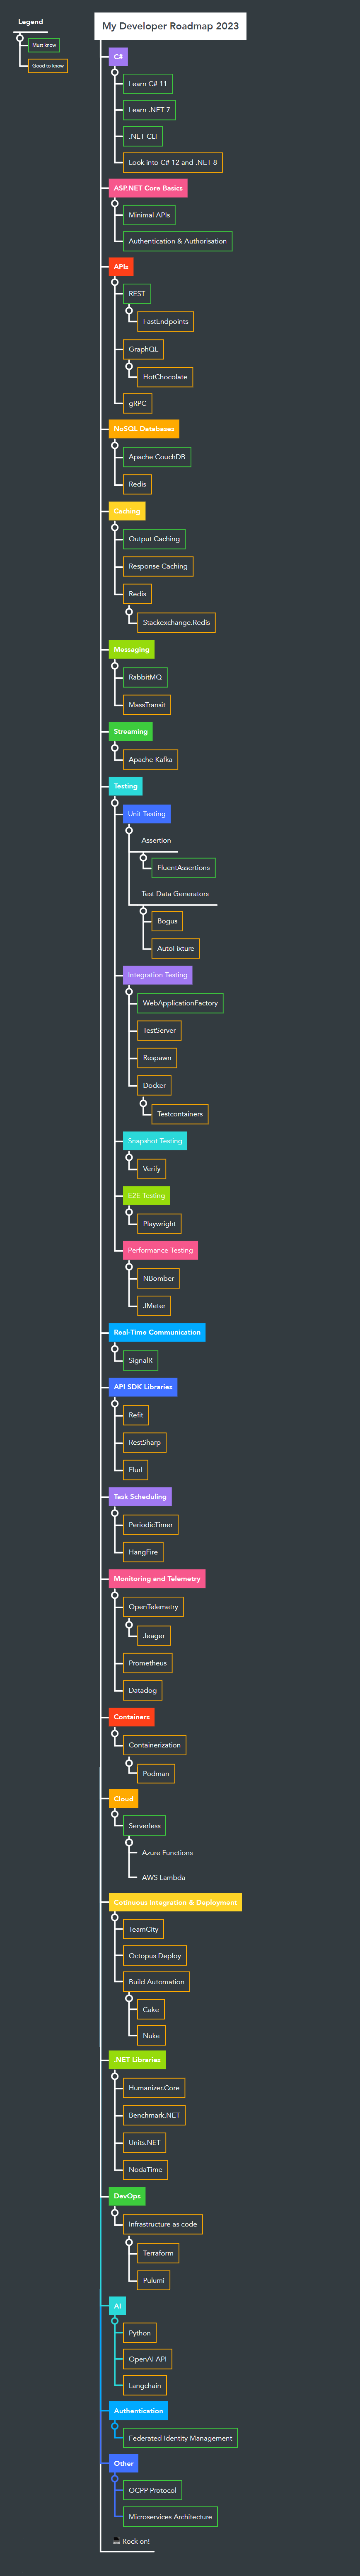 My Developer Roadmap 2023
Legend
Must know
Good to know
C#
Learn C# 11
Learn .NET 7
.NET CLI
Look into C# 12 and .NET 8
ASP.NET Core Basics
Minimal APIs
Authentication & Authorisation
APIs
REST
FastEndpoints
GraphQL
HotChocolate
gRPC
NoSQL Databases
Apache CouchDB
Redis
Caching
Output Caching
Response Caching
Redis
Stackexchange.Redis
Messaging
RabbitMQ
MassTransit
Streaming
Apache Kafka
Testing
Unit Testing
Assertion
FluentAssertions
Test Data Generators
Bogus
AutoFixture
Integration Testing
WebApplicationFactory
TestServer
Respawn
Docker
Testcontainers
Snapshot Testing
Verify
E2E Testing
Playwright
Performance Testing
NBomber
JMeter
Real-Time Communication
SignalR
API SDK Libraries
Refit
RestSharp
Flurl
Task Scheduling
PeriodicTimer
HangFire
Monitoring and Telemetry
OpenTelemetry
Jeager
Prometheus
Datadog
Containers
Containerization
Podman
Cloud
Serverless
Azure Functions
AWS Lambda
Cotinuous Integration & Deployment
TeamCity
Octopus Deploy
Build Automation
Cake
Nuke
.NET Libraries
Humanizer.Core
Benchmark.NET
Units.NET
NodaTime
DevOps
Infrastructure as code
Terraform
Pulumi
AI
Python
OpenAI API
Langchain
Authentication
Federated Identity Management
Other
OCPP Protocol
Microservices Architecture
Rock on!